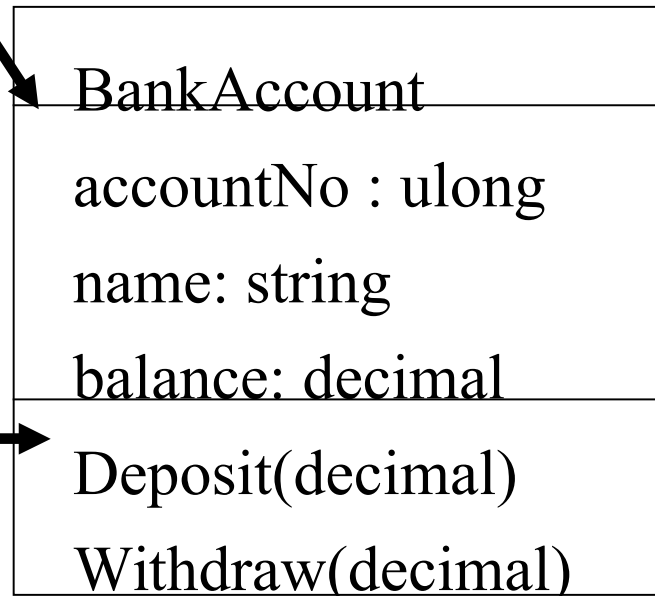 BankAccount
accountNo : ulong
name: string
balance: decimal
Deposit(decimal)
Withdraw(decimal)